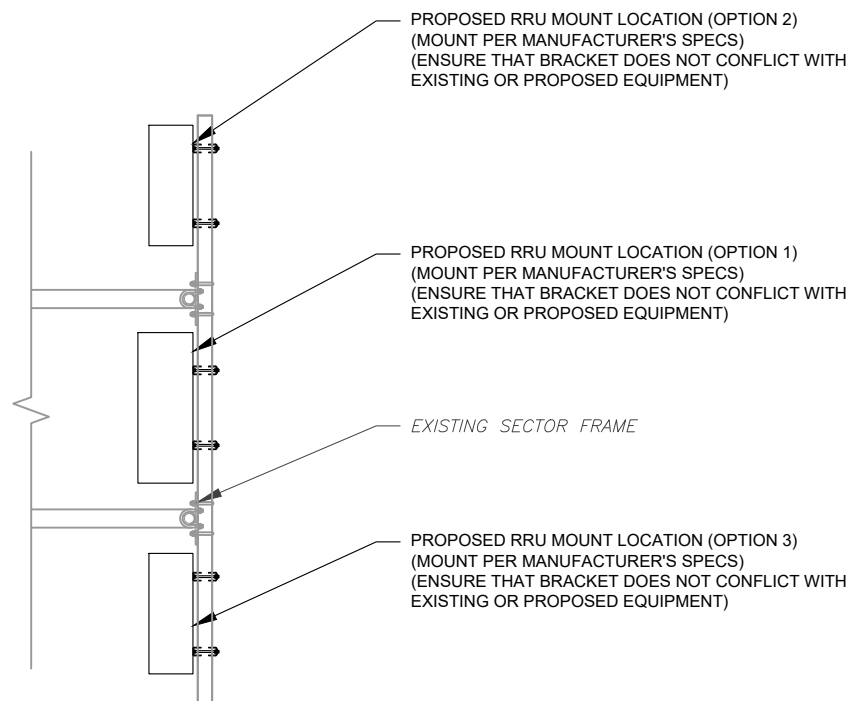 PROPOSED RRU MOUNT LOCATION (OPTION 2)
(MOUNT PER MANUFACTURER'S SPECS)
(ENSURE THAT BRACKET DOES NOT CONFLICT WITH
EXISTING OR PROPOSED EQUIPMENT)
PROPOSED RRU MOUNT LOCATION (OPTION 1)
(MOUNT PER MANUFACTURER'S SPECS)
(ENSURE THAT BRACKET DOES NOT CONFLICT WITH
EXISTING OR PROPOSED EQUIPMENT)
EXISTING SECTOR FRAME
PROPOSED RRU MOUNT LOCATION (OPTION 3)
(MOUNT PER MANUFACTURER'S SPECS)
(ENSURE THAT BRACKET DOES NOT CONFLICT WITH
EXISTING OR PROPOSED EQUIPMENT)